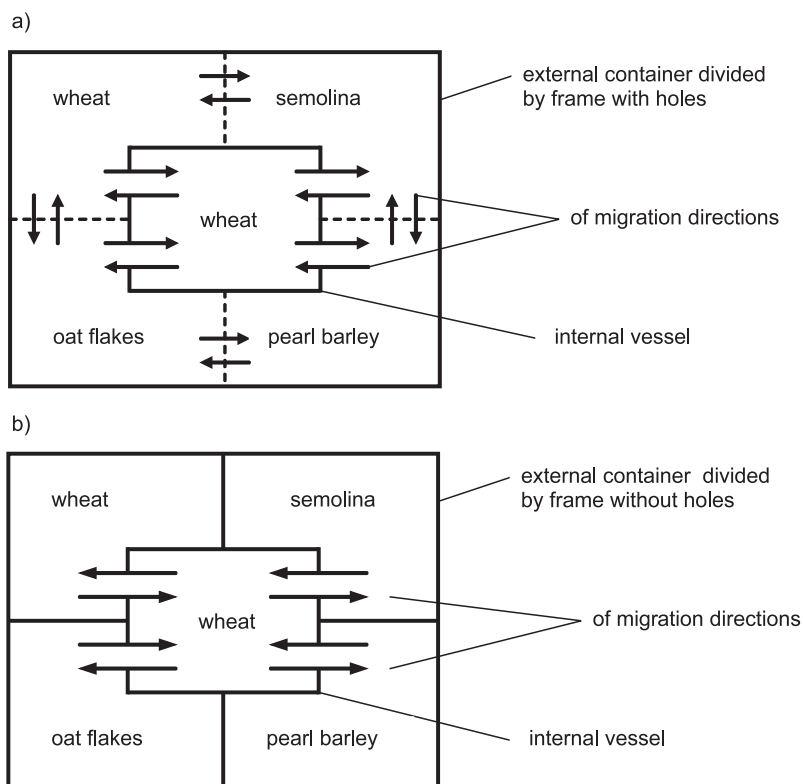 a)
wheat
semolina
external container divided
by frame with holes
wheat
of migration directions
oat flakes
pearl barley
internal vessel
b)
wheat
semolina
external container divided
by frame without holes
wheat
of migration directions
oat flakes
pearl barley
internal vessel